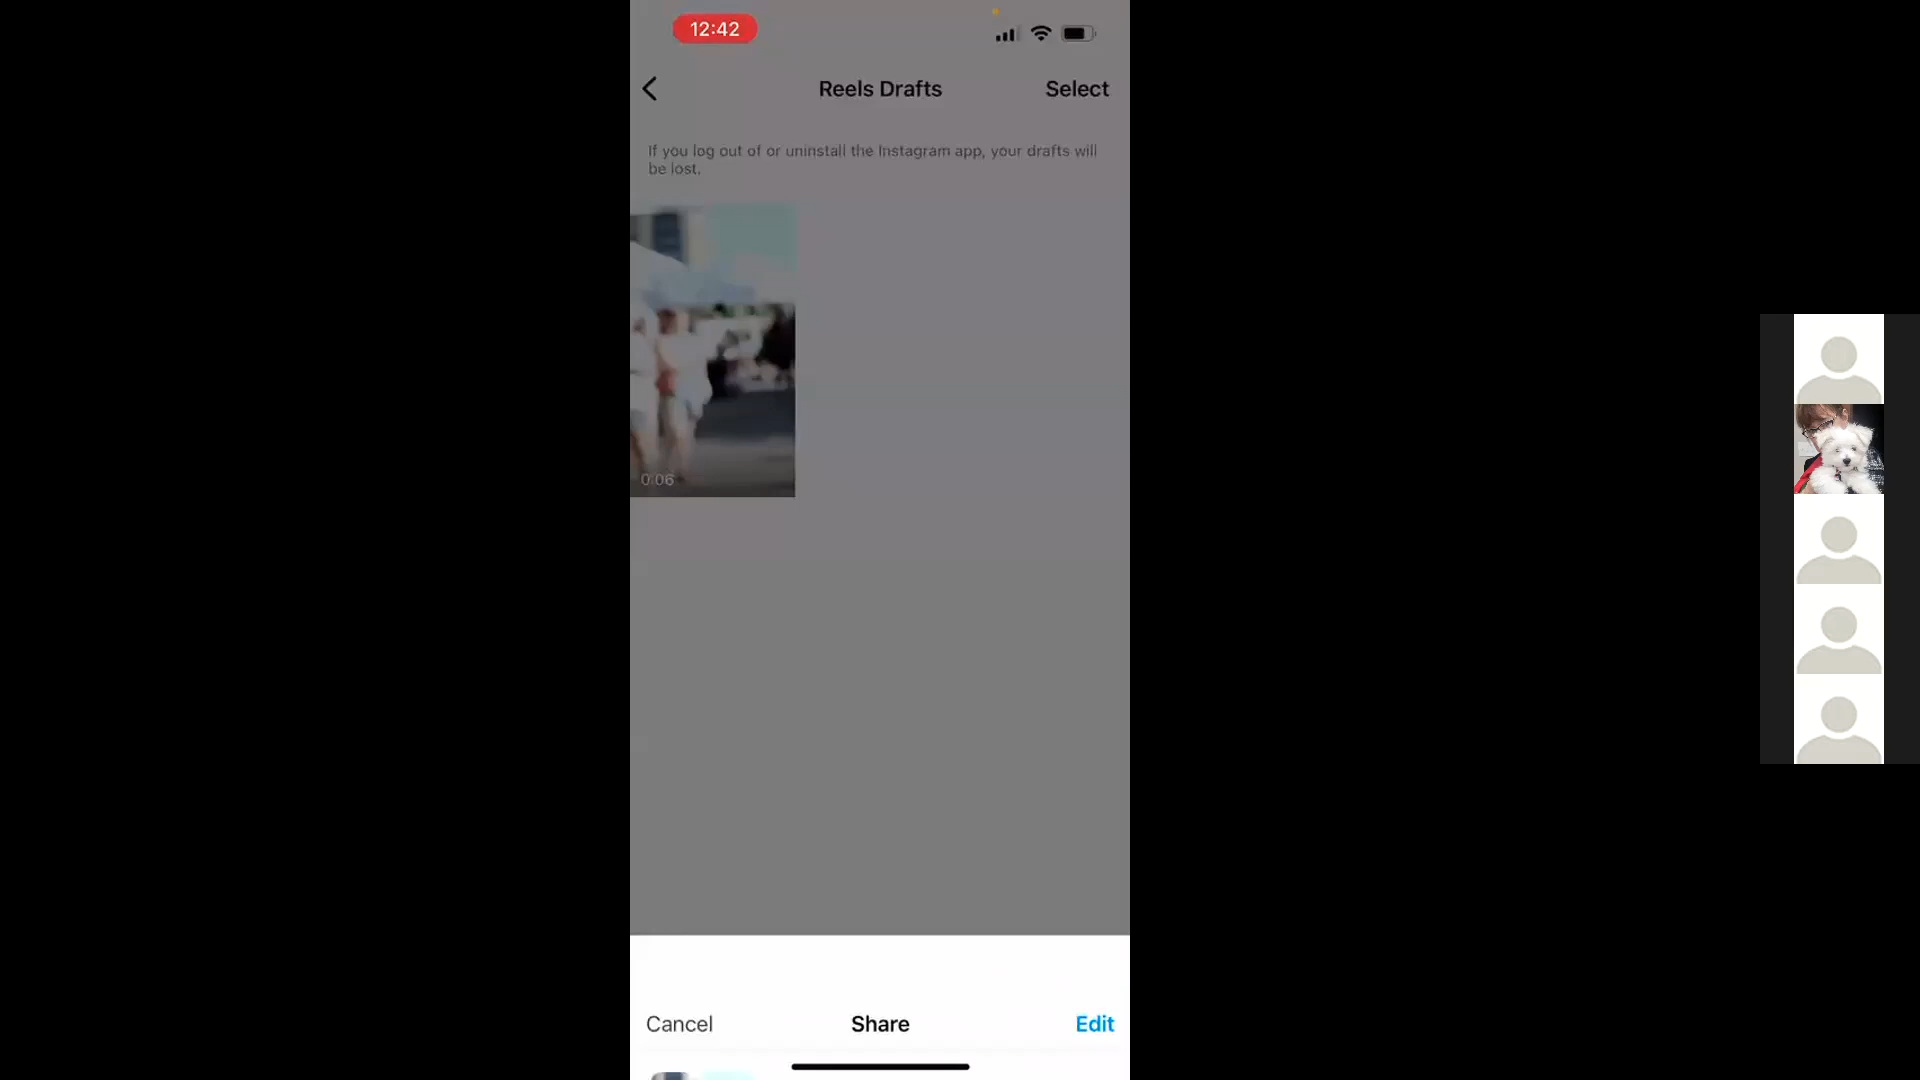 12:42
Reels Drafts
Select
If you log out of or uninstall the Instagram app, your drafts will
be lost.
0:06
Cancel
Share
Edit